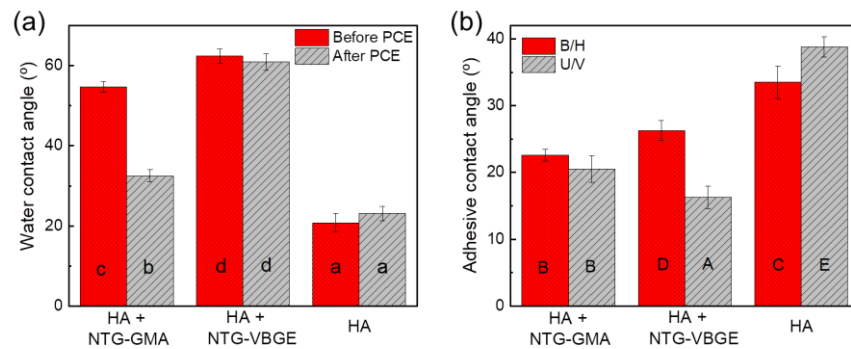 (a)
Water contact angle (º)
60
40
20
0
Before PCE
After PCE
c
b
d
d
a
a
HA +
NTG-GMA
HA +
NTG-VBGE
HA
(b)
Adhesive contact angle (º)
40
30
20
10
0
B/H
U/V
B
B
D
A
C
E
HA +
NTG-GMA
HA +
NTG-VBGE
HA